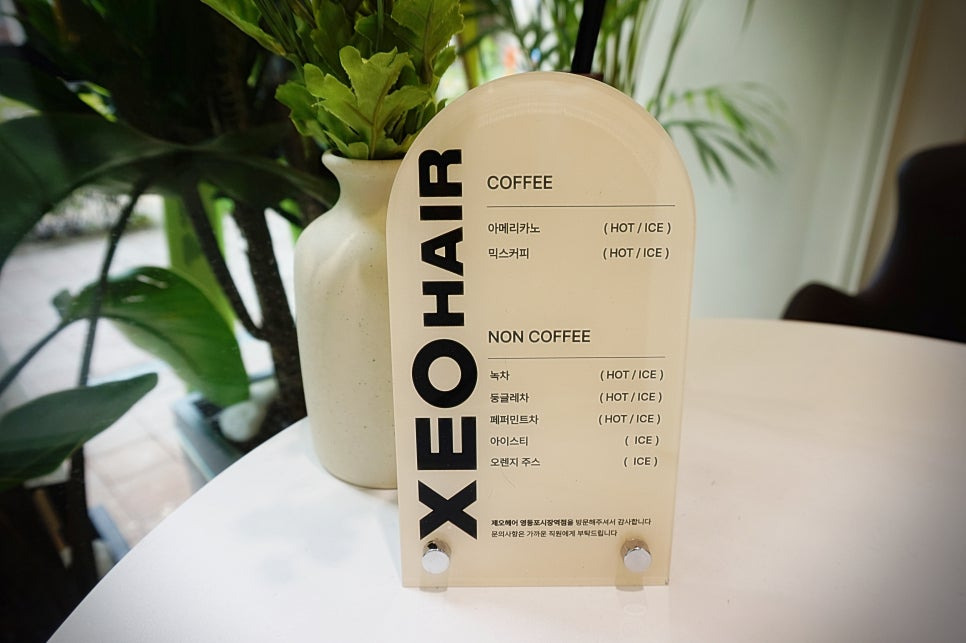 XEOHAIR
COFFEE
아메리카노 ( HOT / ICE )
믹스커피 ( HOT / ICE )
NON COFFEE
녹차 ( HOT / ICE )
둥글레차 ( HOT / ICE )
페퍼민트차 ( HOT / ICE )
아이스티 ( ICE )
오렌지 주스 ( ICE )
제오헤어 영등포시장역점을 방문해주셔서 감사합니다
문의사항은 가까운 직원에게 부탁드립니다